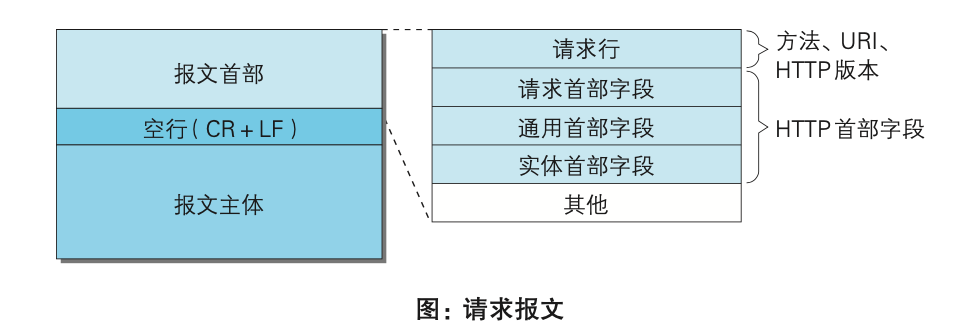 报文首部
空行（CR + LF）
报文主体
请求行
请求首部字段
通用首部字段
实体首部字段
其他
方法、URI、
HTTP 版本
HTTP 首部字段
图：请求报文